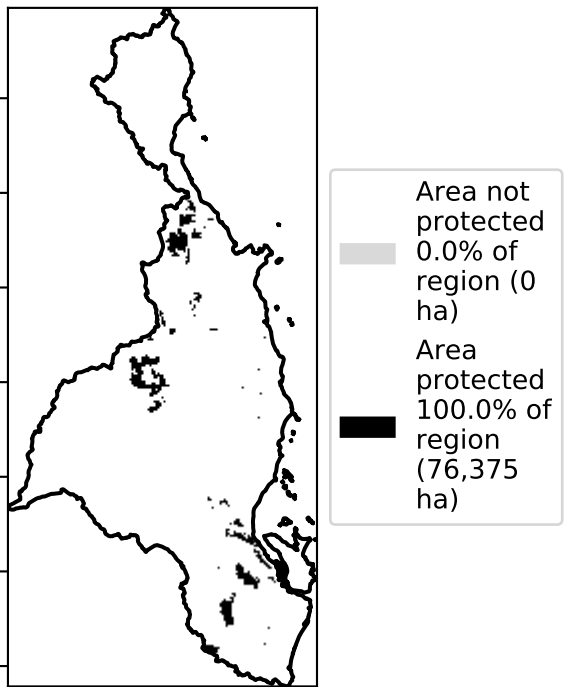 Area not
protected
0.0% of
region (0
ha)
Area
protected
100.0% of
region
(76,375
ha)